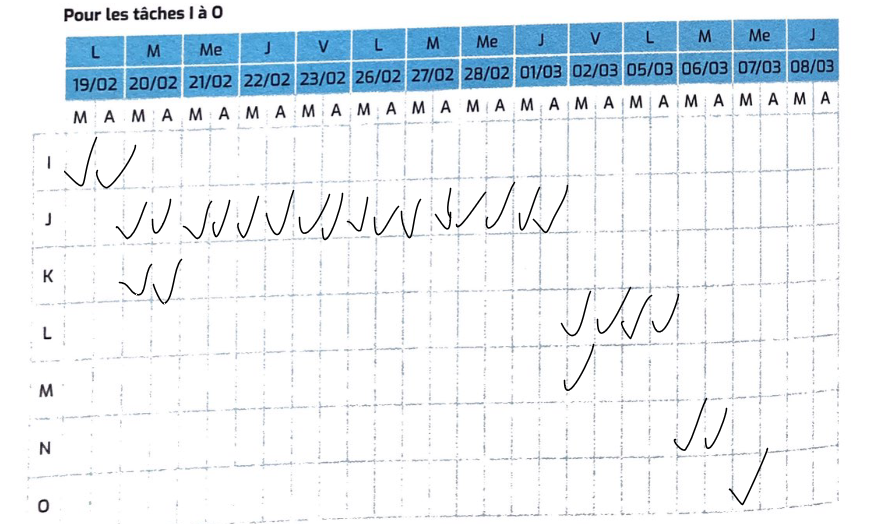 Pour les tâches I à O
L M Me J V L M Me J V L M Me J
19/02 20/02 21/02 22/02 23/02 26/02 27/02 28/02 01/03 02/03 05/03 06/03 07/03 08/03
M A M A M A M A M A M A M A M A M A M A M A M A M A M A
I
J
K
L
M
N
O